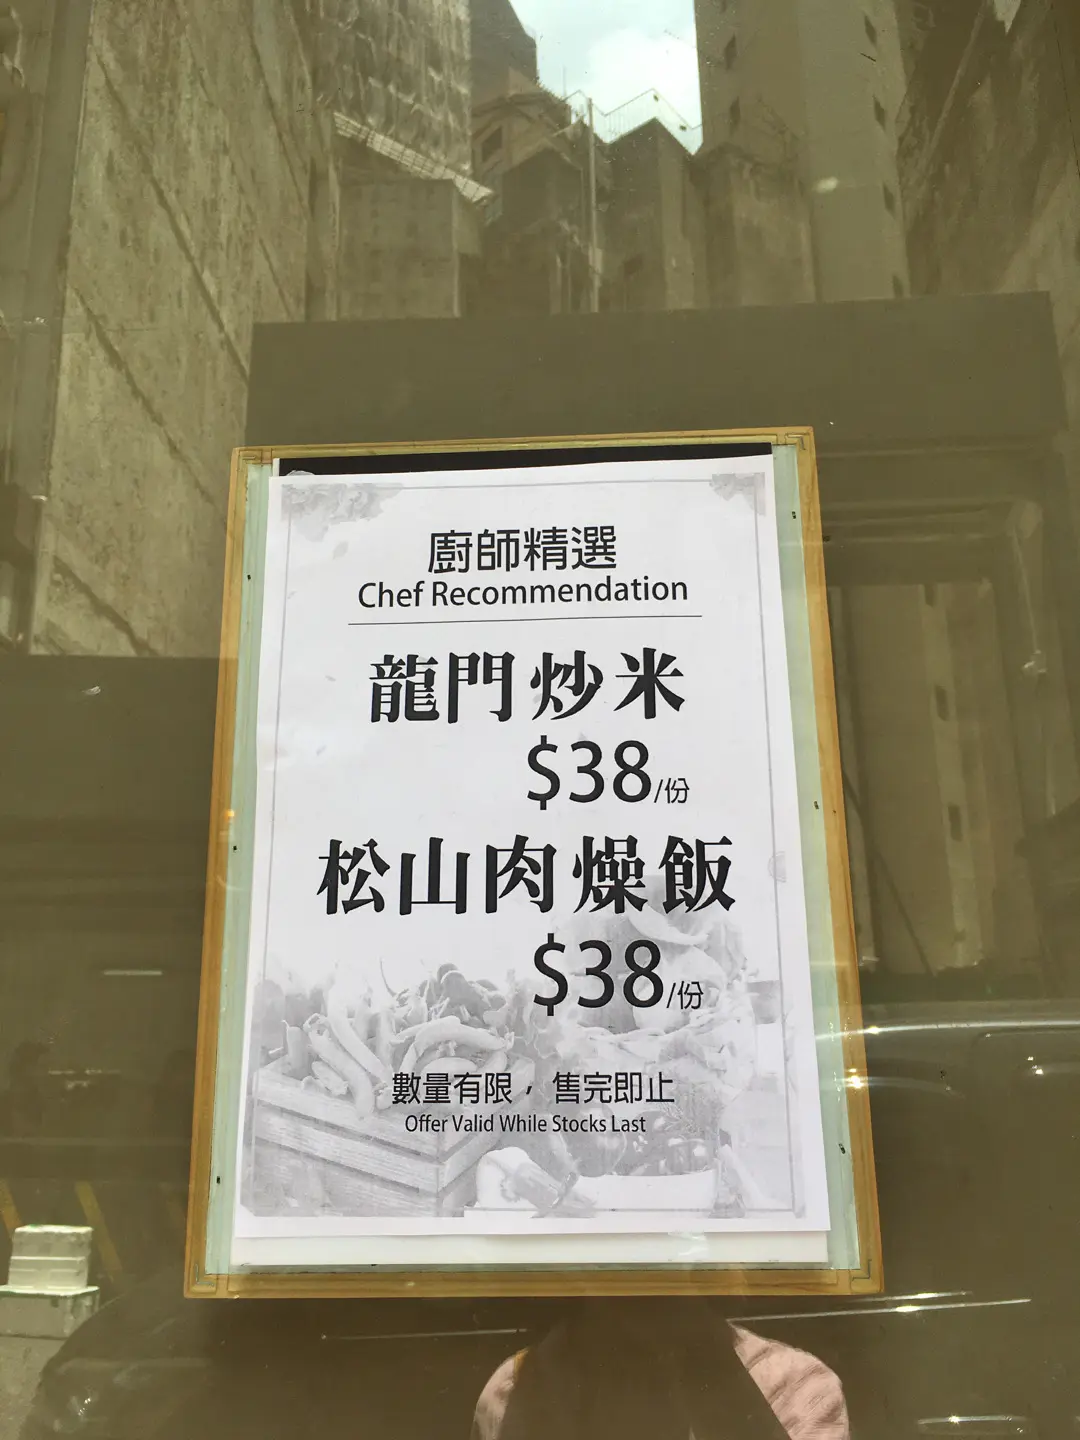 廚師精選
Chef Recommendation
龍門炒米
$38/份
松山肉燥飯
$38/份
數量有限， 售完即止
Offer Valid While Stocks Last